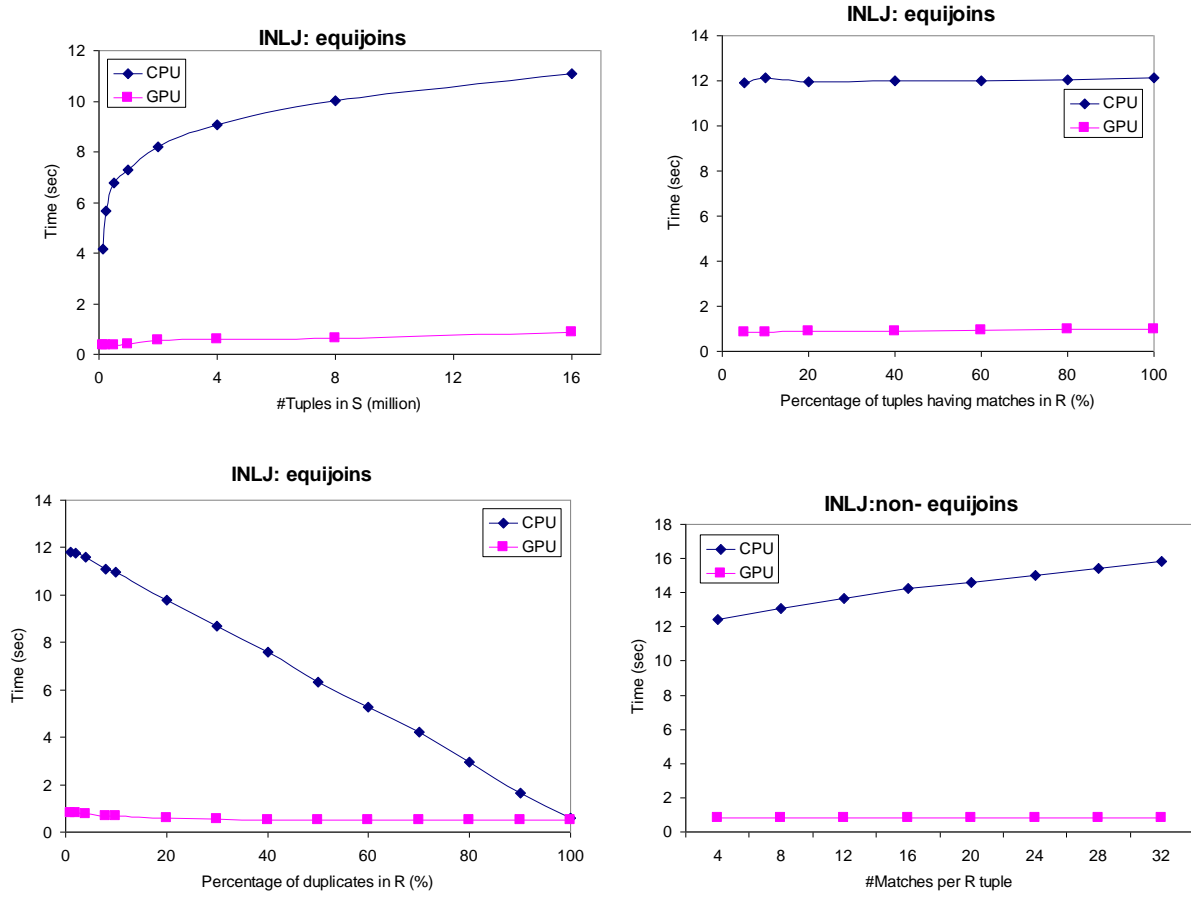 INLJ: equijoins
12
10
8
6
4
2
0
Time (sec)
CPU
GPU
0 4 8 12 16
#Tuples in S (million)
INLJ: equijoins
14
12
10
8
6
4
2
0
Time (sec)
CPU
GPU
0 20 40 60 80 100
Percentage of tuples having matches in R (%)
INLJ: equijoins
14
12
10
8
6
4
2
0
Time (sec)
CPU
GPU
0 20 40 60 80 100
Percentage of duplicates in R (%)
INLJ:non- equijoins
18
16
14
12
10
8
6
4
2
0
Time (sec)
CPU
GPU
4 8 12 16 20 24 28 32
#Matches per R tuple